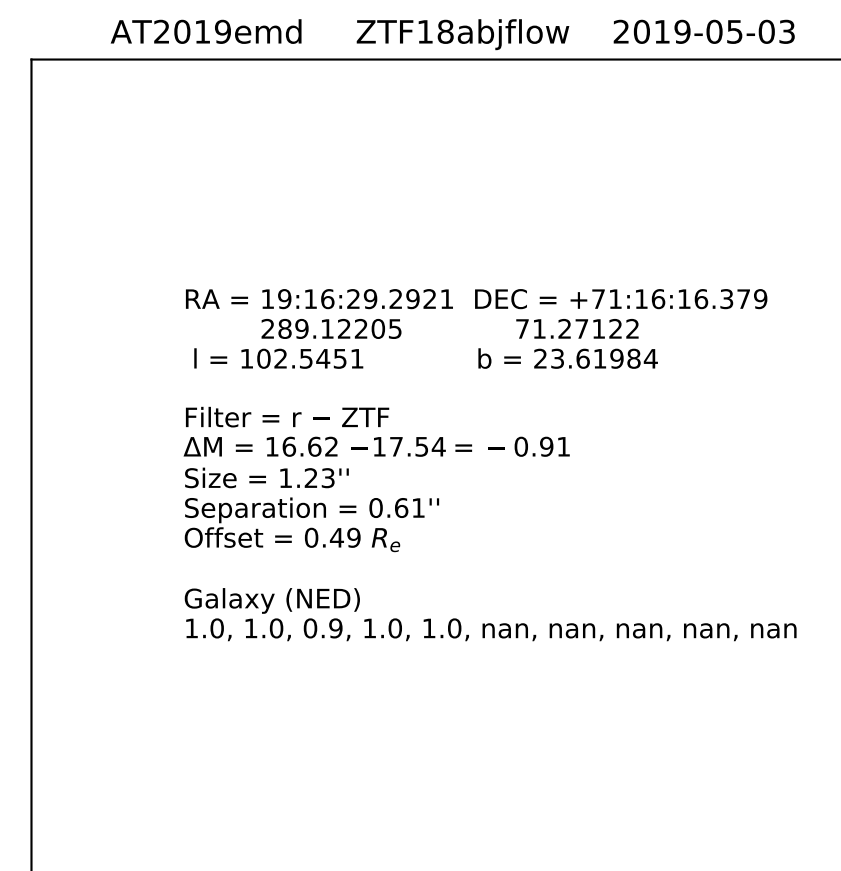 AT2019emd ZTF18abjflow 2019-05-03
RA = 19:16:29.2921 DEC = +71:16:16.379
289.12205 71.27122
l = 102.5451 b = 23.61984
Filter = r − ZTF
ΔM = 16.62 −17.54 = − 0.91
Size = 1.23''
Separation = 0.61''
Offset = 0.49 Rₑ
Galaxy (NED)
1.0, 1.0, 0.9, 1.0, 1.0, nan, nan, nan, nan, nan